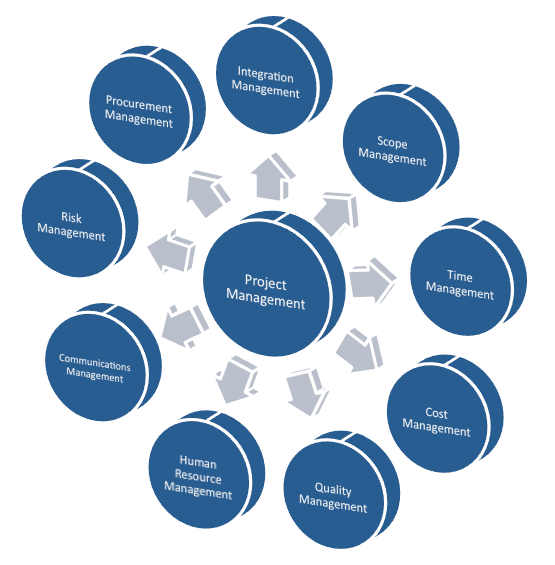 Integration
Management
Scope
Management
Time
Management
Cost
Management
Quality
Management
Human
Resource
Management
Communications
Management
Risk
Management
Procurement
Management
Project
Management